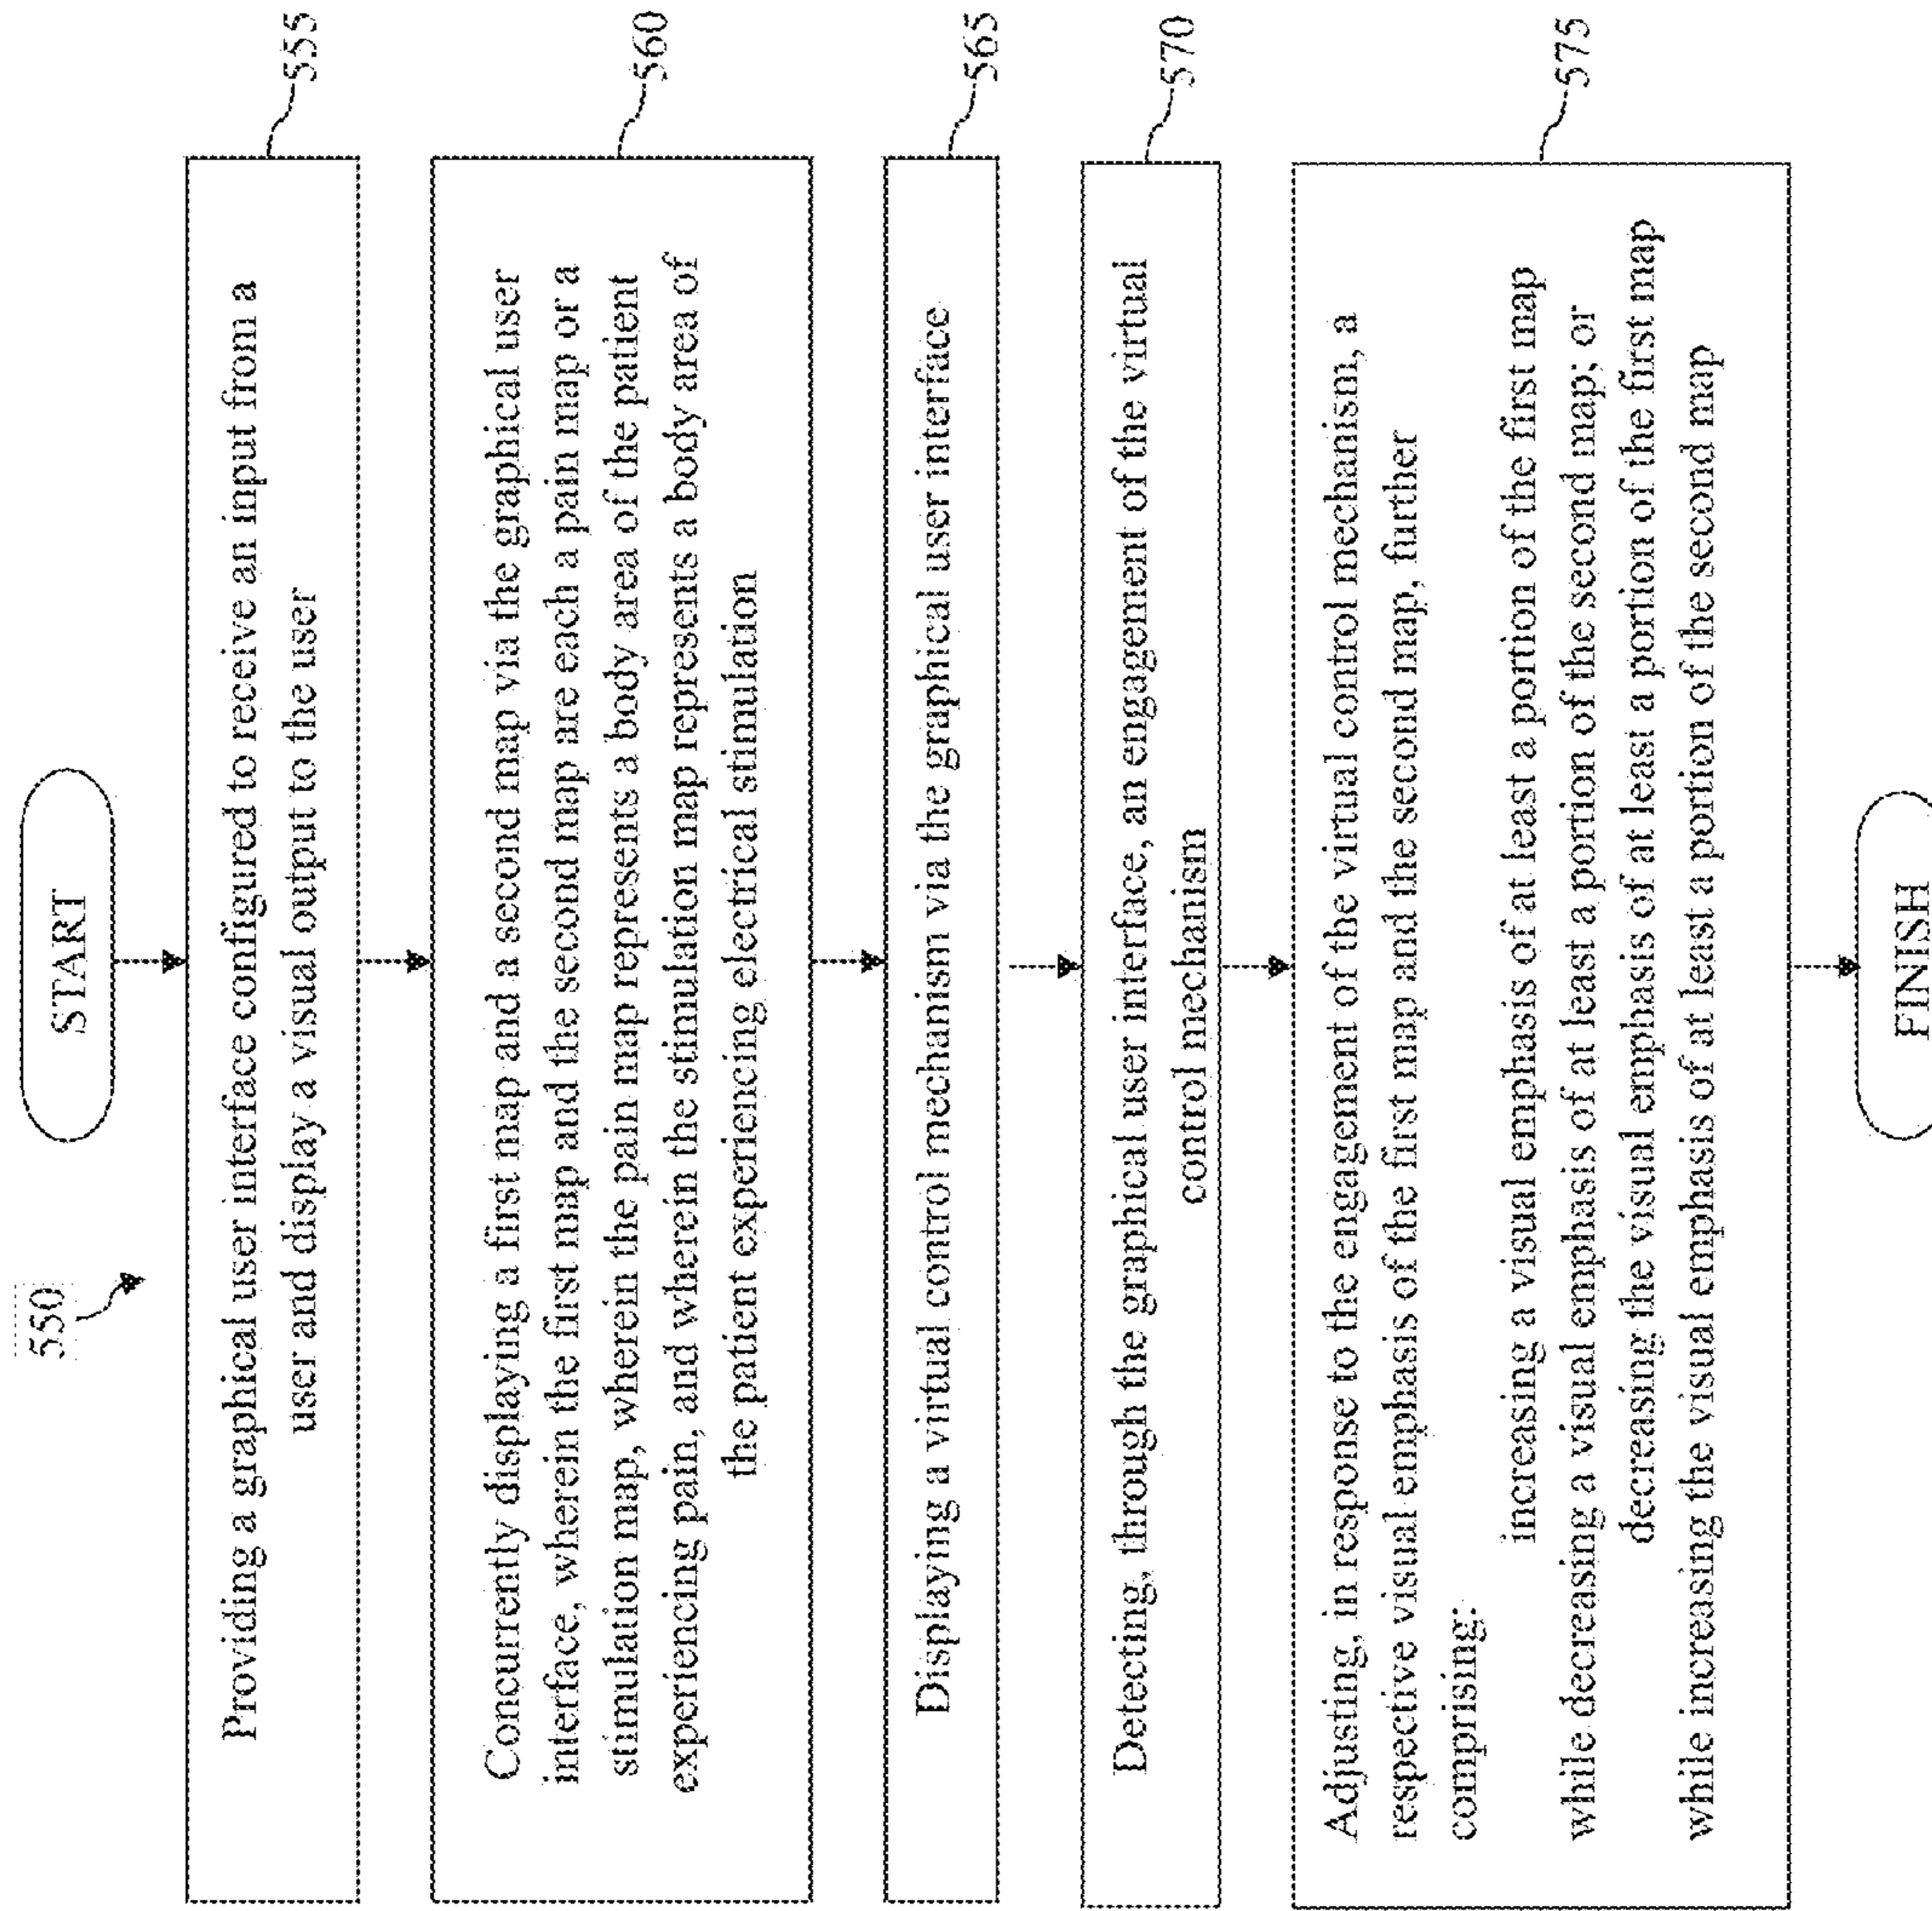 550
START
Providing a graphical user interface configured to receive an input from a
user and display a visual output to the user
555
Concurrently displaying a first map and a second map via the graphical user
interface, wherein the first map and the second map are each a pain map or a
stimulation map, wherein the pain map represents a body area of the patient
experiencing pain, and wherein the stimulation map represents a body area of
the patient experiencing electrical stimulation
560
Displaying a virtual control mechanism via the graphical user interface
565
Detecting, through the graphical user interface, an engagement of the virtual
control mechanism
570
Adjusting, in response to the engagement of the virtual control mechanism, a
respective visual emphasis of the first map and the second map, further
comprising:
increasing a visual emphasis of at least a portion of the first map
while decreasing a visual emphasis of at least a portion of the second map; or
decreasing the visual emphasis of at least a portion of the first map
while increasing the visual emphasis of at least a portion of the second map
575
FINISH